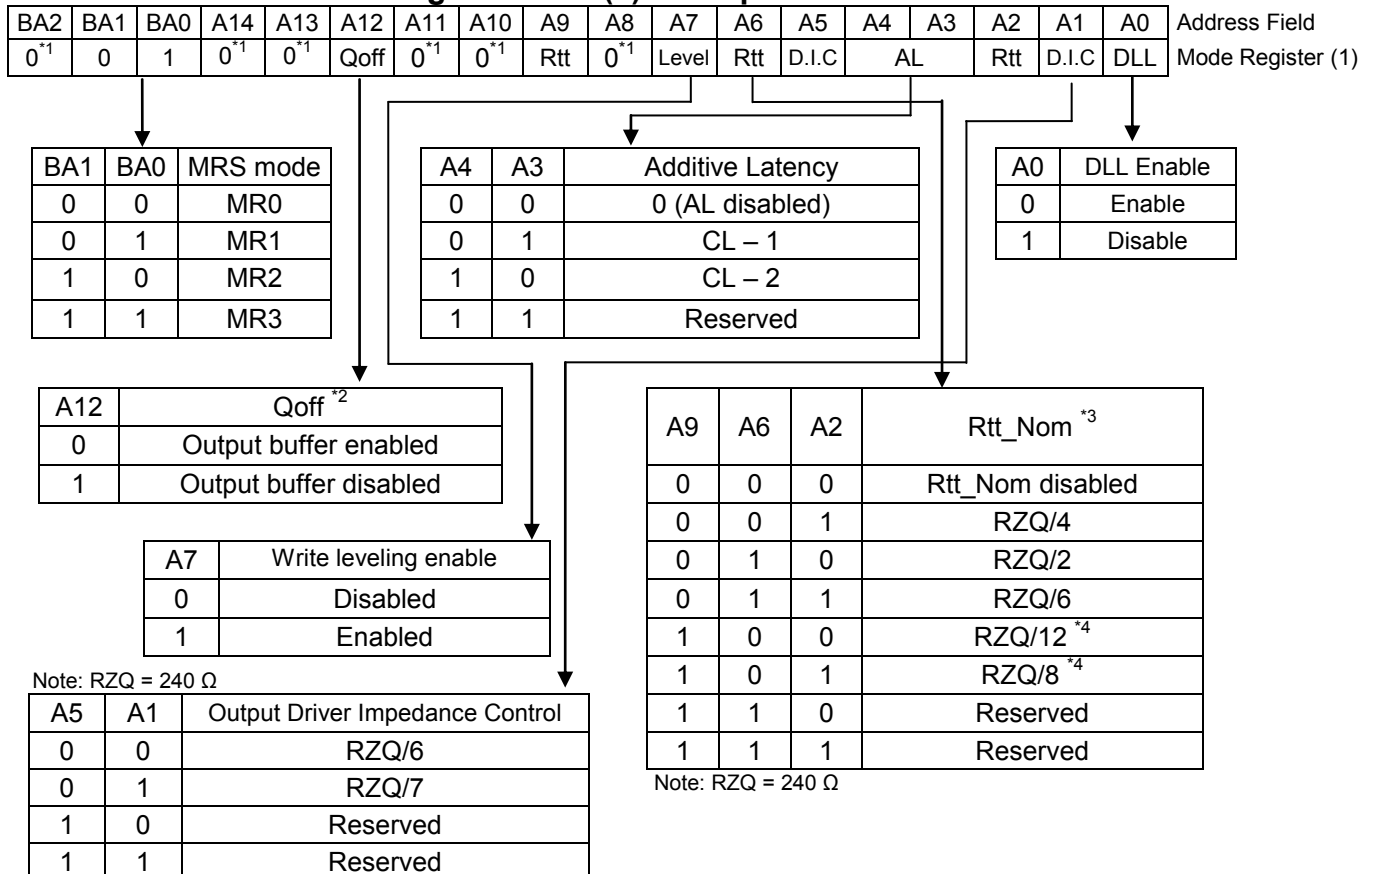 BA2 BA1 BA0 A14 A13 A12 A11 A10 A9 A8 A7 A6 A5 A4 A3 A2 A1 A0 Address Field
0*1 0 1 0*1 0*1 Qoff 0*1 0*1 Rtt 0*1 Level Rtt D.I.C AL Rtt D.I.C DLL Mode Register (1)
BA1 BA0 MRS mode
0 0 MR0
0 1 MR1
1 0 MR2
1 1 MR3
A4 A3 Additive Latency
0 0 0 (AL disabled)
0 1 CL – 1
1 0 CL – 2
1 1 Reserved
A0 DLL Enable
0 Enable
1 Disable
A12 Qoff *2
0 Output buffer enabled
1 Output buffer disabled
A7 Write leveling enable
0 Disabled
1 Enabled
Note: RZQ = 240 Ω
A5 A1 Output Driver Impedance Control
0 0 RZQ/6
0 1 RZQ/7
1 0 Reserved
1 1 Reserved
A9 A6 A2 Rtt_Nom *3
0 0 0 Rtt_Nom disabled
0 0 1 RZQ/4
0 1 0 RZQ/2
0 1 1 RZQ/6
1 0 0 RZQ/12 *4
1 0 1 RZQ/8 *4
1 1 0 Reserved
1 1 1 Reserved
Note: RZQ = 240 Ω